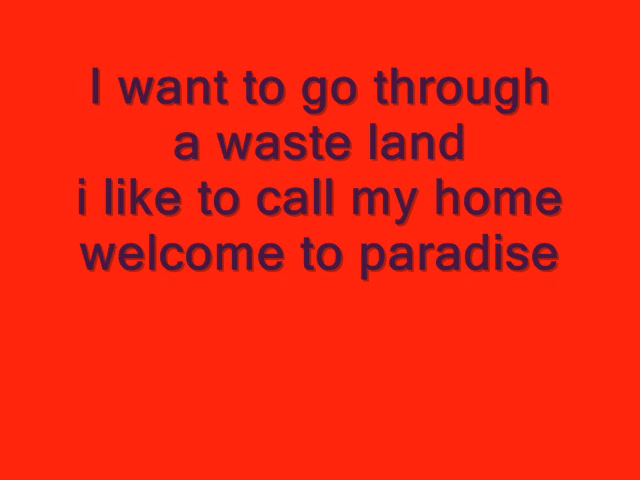 I want to go through
a waste land
i like to call my home
welcome to paradise